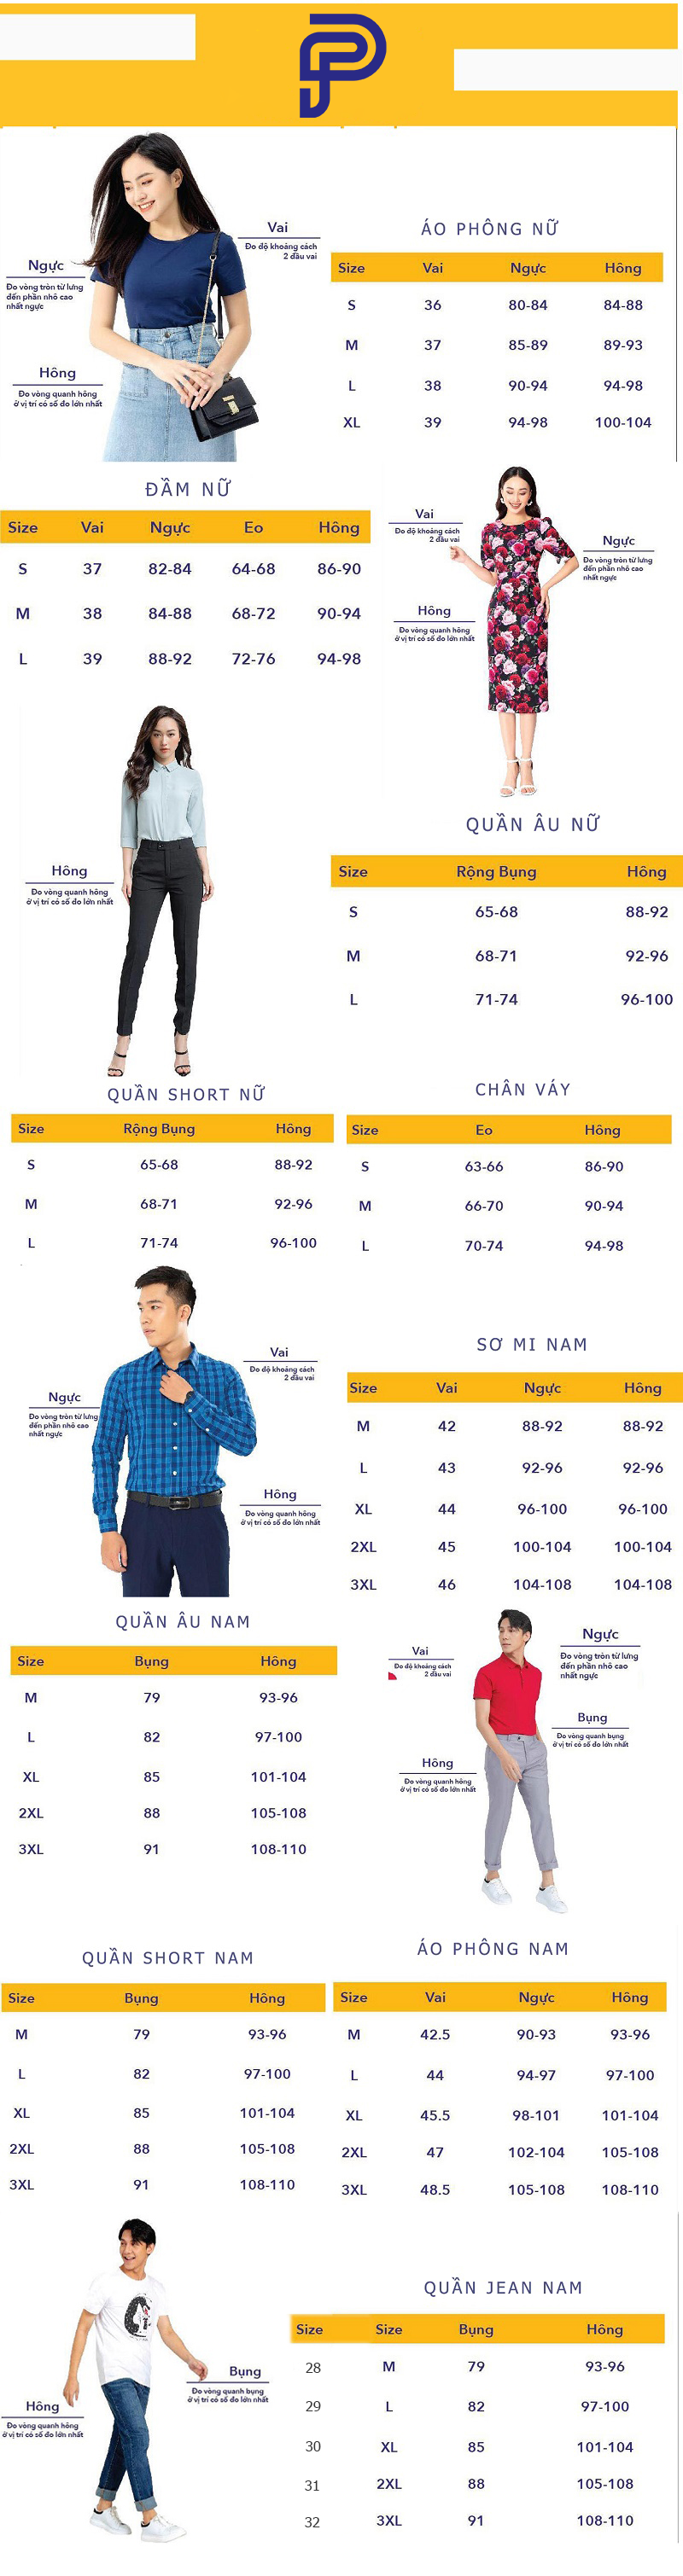 Vai
Đo độ khoảng cách
2 đầu vai
Ngực
Đo vòng tròn từ lưng
đến phần nhô cao
nhất ngực
Hông
Đo vòng quanh hông
ở vị trí có số đo lớn nhất
ÁO PHÔNG NỮ
Size Vai Ngực Hông
S 36 80-84 84-88
M 37 85-89 89-93
L 38 90-94 94-98
XL 39 94-98 100-104
ĐẦM NỮ
Size Vai Ngực Eo Hông
S 37 82-84 64-68 86-90
M 38 84-88 68-72 90-94
L 39 88-92 72-76 94-98
Vai
Đo độ khoảng cách
2 đầu vai
Ngực
Đo vòng tròn từ lưng
đến phần nhô cao
nhất ngực
Hông
Đo vòng quanh hông
ở vị trí có số đo lớn nhất
Hông
Đo vòng quanh hông
ở vị trí có số đo lớn nhất
QUẦN ÂU NỮ
Size Rộng Bụng Hông
S 65-68 88-92
M 68-71 92-96
L 71-74 96-100
QUẦN SHORT NỮ
Size Rộng Bụng Hông
S 65-68 88-92
M 68-71 92-96
L 71-74 96-100
CHÂN VÁY
Size Eo Hông
S 63-66 86-90
M 66-70 90-94
L 70-74 94-98
Vai
Đo độ khoảng cách
2 đầu vai
Ngực
Đo vòng tròn từ lưng
đến phần nhô cao
nhất ngực
Hông
Đo vòng quanh hông
ở vị trí có số đo lớn nhất
SƠ MI NAM
Size Vai Ngực Hông
M 42 88-92 88-92
L 43 92-96 92-96
XL 44 96-100 96-100
2XL 45 100-104 100-104
3XL 46 104-108 104-108
QUẦN ÂU NAM
Size Bụng Hông
M 79 93-96
L 82 97-100
XL 85 101-104
2XL 88 105-108
3XL 91 108-110
Vai
Đo độ khoảng cách
2 đầu vai
Ngực
Đo vòng tròn từ lưng
đến phần nhô cao
nhất ngực
Bụng
Đo vòng quanh bụng
ở vị trí có số đo lớn nhất
Hông
Đo vòng quanh hông
ở vị trí có số đo lớn nhất
QUẦN SHORT NAM
Size Bụng Hông
M 79 93-96
L 82 97-100
XL 85 101-104
2XL 88 105-108
3XL 91 108-110
ÁO PHÔNG NAM
Size Vai Ngực Hông
M 42.5 90-93 93-96
L 44 94-97 97-100
XL 45.5 98-101 101-104
2XL 47 102-104 105-108
3XL 48.5 105-108 108-110
Bụng
Đo vòng quanh bụng
ở vị trí có số đo lớn nhất
Hông
Đo vòng quanh hông
ở vị trí có số đo lớn nhất
QUẦN JEAN NAM
Size Size Bụng Hông
28 M 79 93-96
29 L 82 97-100
30 XL 85 101-104
31 2XL 88 105-108
32 3XL 91 108-110